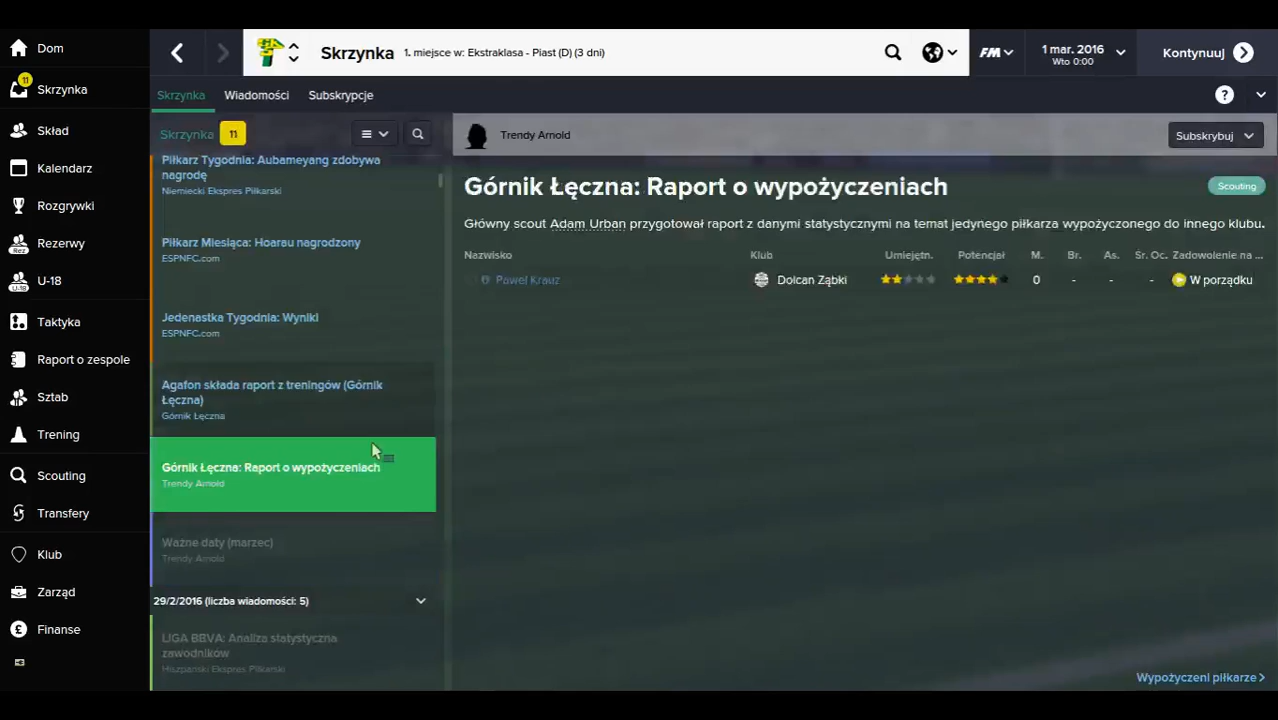 Dom
11
Skrzynka
Skład
Kalendarz
Rozgrywki
Rez
Rezerwy
U-18
U-18
Taktyka
Raport o zespole
Sztab
Trening
Scouting
Transfery
Klub
Zarząd
£ Finanse
Skrzynka 1. miejsce w: Ekstraklasa - Piast (D) (3 dni)
FM
1 mar. 2016
Wto 0:00
Kontynuuj
Skrzynka Wiadomości Subskrypcje
?
Skrzynka 11
Piłkarz Tygodnia: Aubameyang zdobywa
nagrodę
Niemiecki Ekspres Piłkarski
Piłkarz Miesiąca: Hoarau nagrodzony
ESPNFC.com
Jedenastka Tygodnia: Wyniki
ESPNFC.com
Agafon składa raport z treningów (Górnik
Łęczna)
Górnik Łęczna
Górnik Łęczna: Raport o wypożyczeniach
Trendy Arnold
Ważne daty (marzec)
Trendy Arnold
29/2/2016 (liczba wiadomości: 5)
LIGA BBVA: Analiza statystyczna
zawodników
Hiszpański Ekspres Piłkarski
Trendy Arnold
Subskrybuj
Górnik Łęczna: Raport o wypożyczeniach
Scouting
Główny scout Adam Urban przygotował raport z danymi statystycznymi na temat jedynego piłkarza wypożyczonego do innego klubu.
Nazwisko Klub Umiejętn. Potencjał M. Br. As. Śr. Oc. Zadowolenie na ...
Paweł Krauz Dolcan Ząbki 0 - - - W porządku
Wypożyczeni piłkarze >